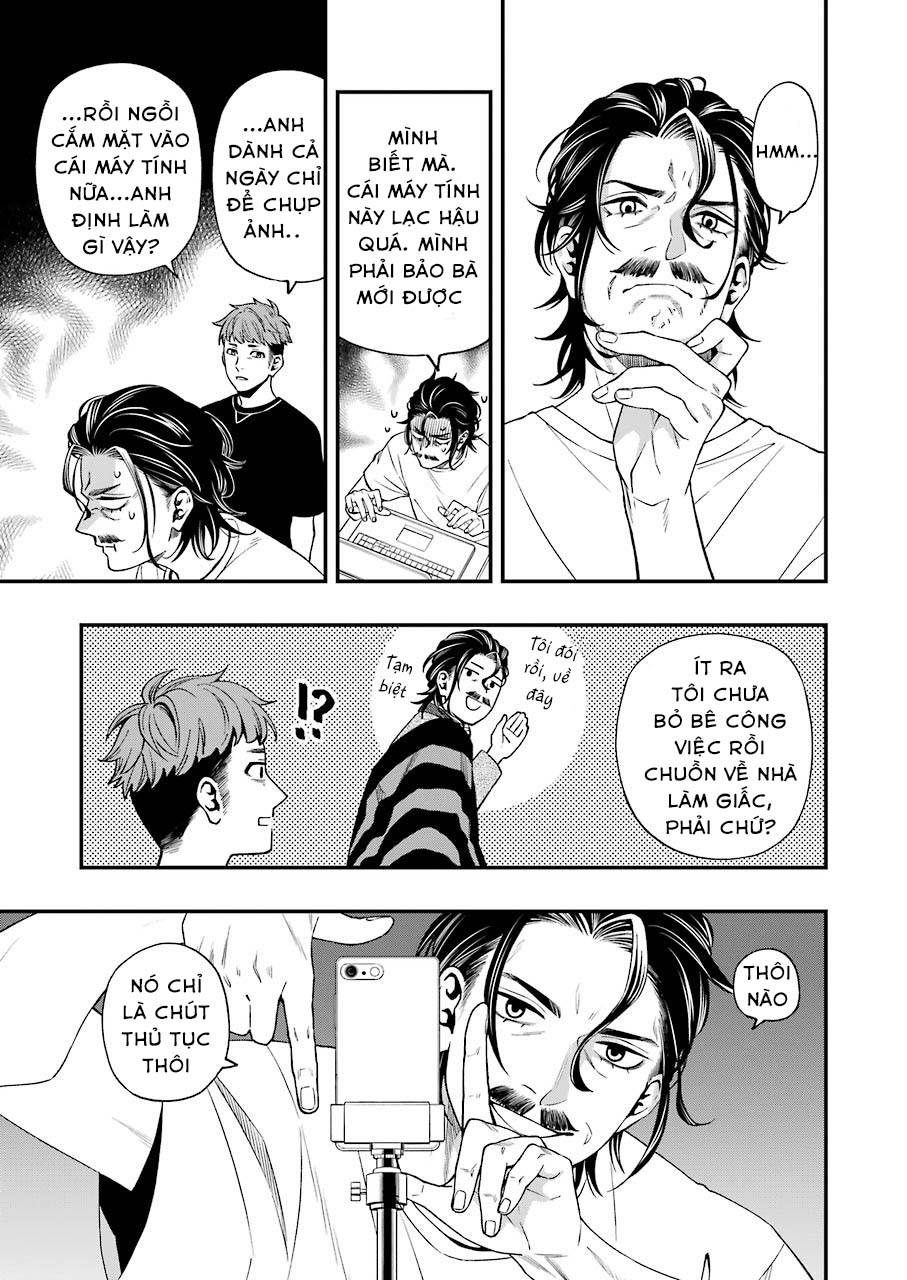 HMM...
MÌNH
BIẾT MÀ.
CÁI MÁY TÍNH
NÀY LẠC HẬU
QUÁ. MÌNH
PHẢI BẢO BÀ
MỚI ĐƯỢC
...ANH
DÀNH CẢ
NGÀY CHỈ
ĐỂ CHỤP
ẢNH..
...RỒI NGỒI
CẮM MẶT VÀO
CÁI MÁY TÍNH
NỮA...ANH
ĐỊNH LÀM
GÌ VẬY?
ÍT RA
TÔI CHƯA
BỎ BÊ CÔNG
VIỆC RỒI
CHUỒN VỀ NHÀ
LÀM GIẤC,
PHẢI CHỨ?
Tôi đói
rồi, về
đây
Tạm
biệt
!?
THÔI
NÀO
NÓ CHỈ
LÀ CHÚT
THỦ TỤC
THÔI